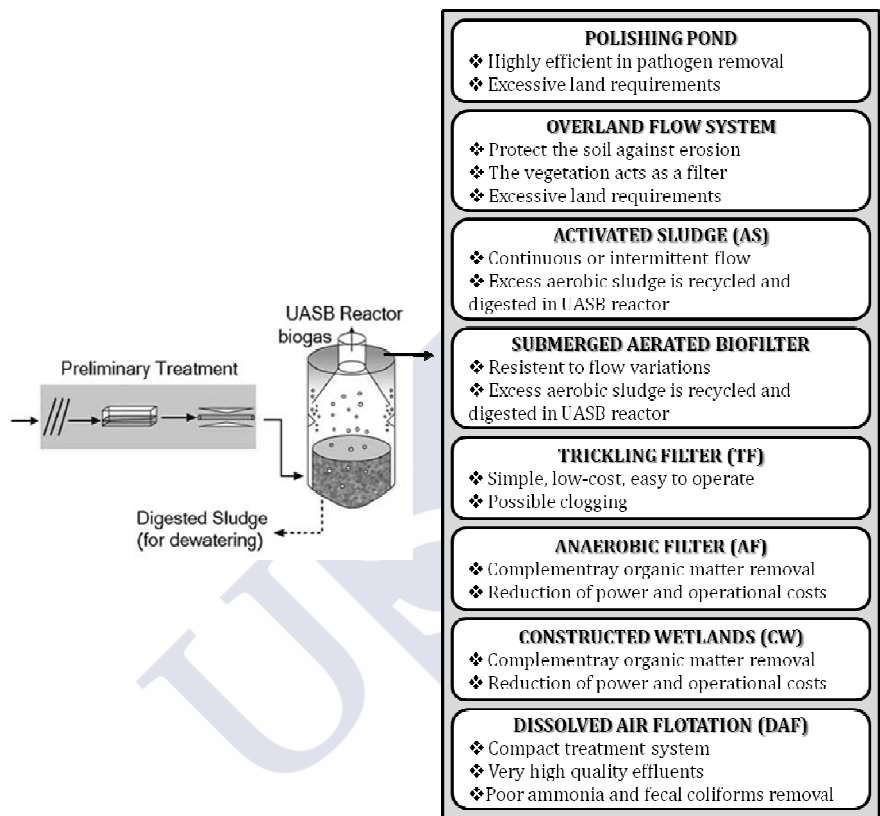 Preliminary Treatment
UASB Reactor
biogas
Digested Sludge
(for dewatering)
POLISHING POND
❖ Highly efficient in pathogen removal
❖ Excessive land requirements
OVERLAND FLOW SYSTEM
❖ Protect the soil against erosion
❖ The vegetation acts as a filter
❖ Excessive land requirements
ACTIVATED SLUDGE (AS)
❖ Continuous or intermittent flow
❖ Excess aerobic sludge is recycled and
digested in UASB reactor
SUBMERGED AERATED BIOFILTER
❖ Resistent to flow variations
❖ Excess aerobic sludge is recycled and
digested in UASB reactor
TRICKLING FILTER (TF)
❖ Simple, low-cost, easy to operate
❖ Possible clogging
ANAEROBIC FILTER (AF)
❖ Complementray organic matter removal
❖ Reduction of power and operational costs
CONSTRUCTED WETLANDS (CW)
❖ Complementray organic matter removal
❖ Reduction of power and operational costs
DISSOLVED AIR FLOTATION (DAF)
❖ Compact treatment system
❖ Very high quality effluents
❖Poor ammonia and fecal coliforms removal